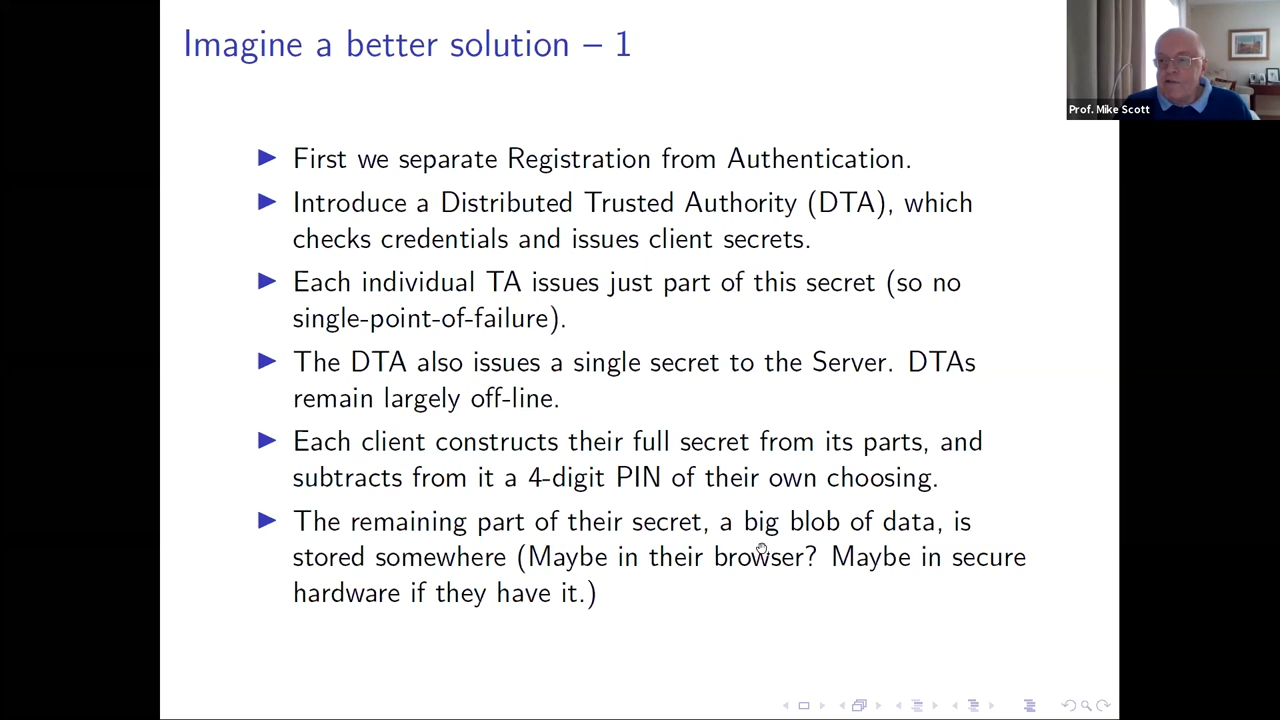 Imagine a better solution – 1
Prof. Mike Scott
▶ First we separate Registration from Authentication.
▶ Introduce a Distributed Trusted Authority (DTA), which
checks credentials and issues client secrets.
▶ Each individual TA issues just part of this secret (so no
single-point-of-failure).
▶ The DTA also issues a single secret to the Server. DTAs
remain largely off-line.
▶ Each client constructs their full secret from its parts, and
subtracts from it a 4-digit PIN of their own choosing.
▶ The remaining part of their secret, a big blob of data, is
stored somewhere (Maybe in their browser? Maybe in secure
hardware if they have it.)